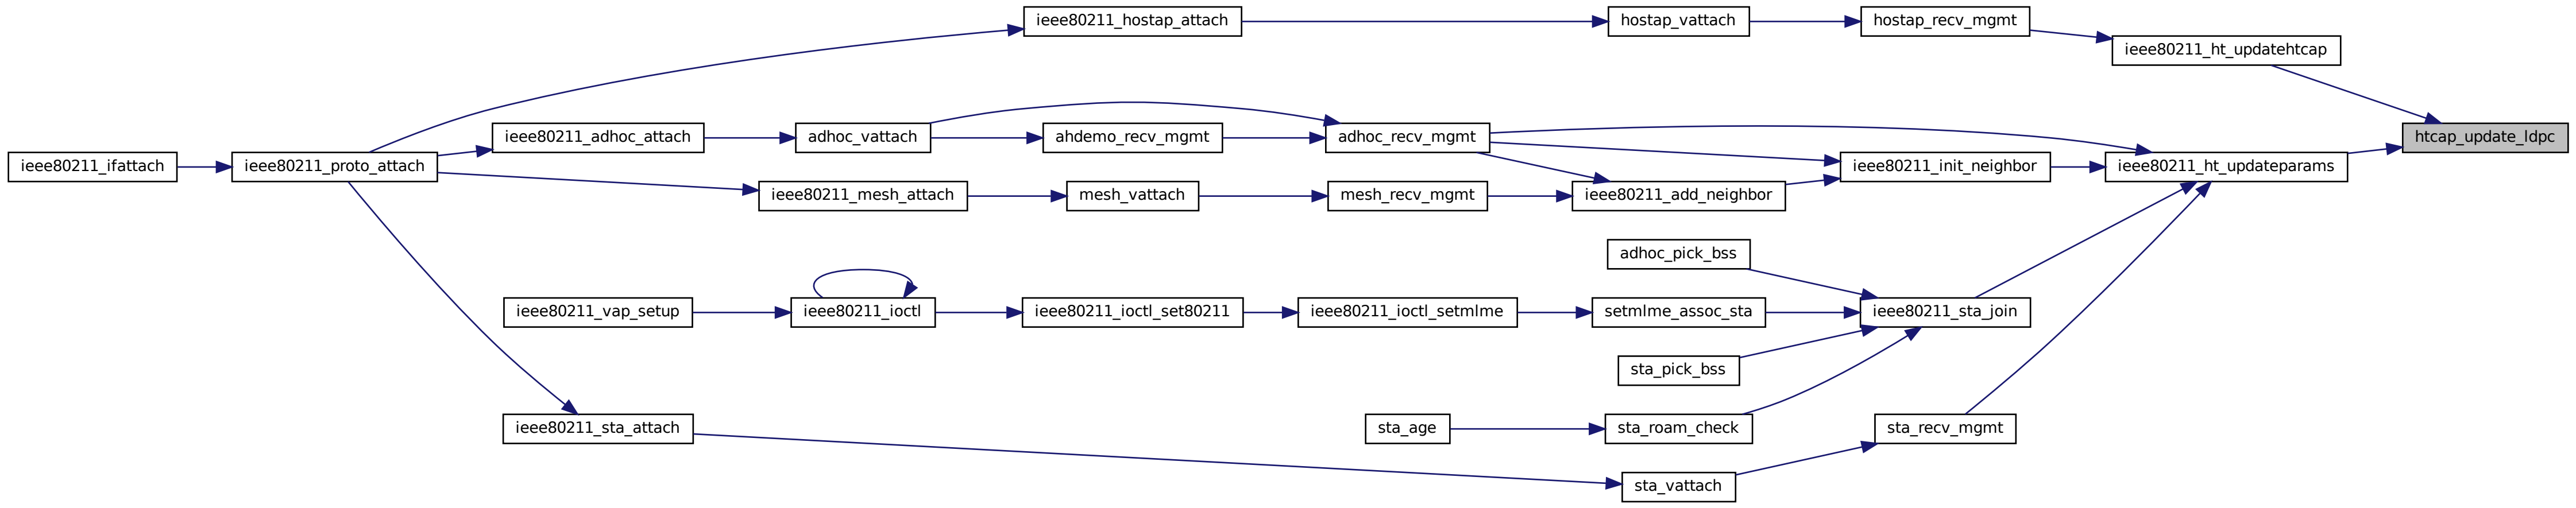 ieee80211_hostap_attach
hostap_vattach
hostap_recv_mgmt
ieee80211_ht_updatehtcap
ieee80211_adhoc_attach
adhoc_vattach
ahdemo_recv_mgmt
adhoc_recv_mgmt
htcap_update_ldpc
ieee80211_ifattach
ieee80211_proto_attach
ieee80211_init_neighbor
ieee80211_ht_updateparams
ieee80211_mesh_attach
mesh_vattach
mesh_recv_mgmt
ieee80211_add_neighbor
adhoc_pick_bss
ieee80211_vap_setup
ieee80211_ioctl
ieee80211_ioctl_set80211
ieee80211_ioctl_setmlme
setmlme_assoc_sta
ieee80211_sta_join
sta_pick_bss
ieee80211_sta_attach
sta_age
sta_roam_check
sta_recv_mgmt
sta_vattach